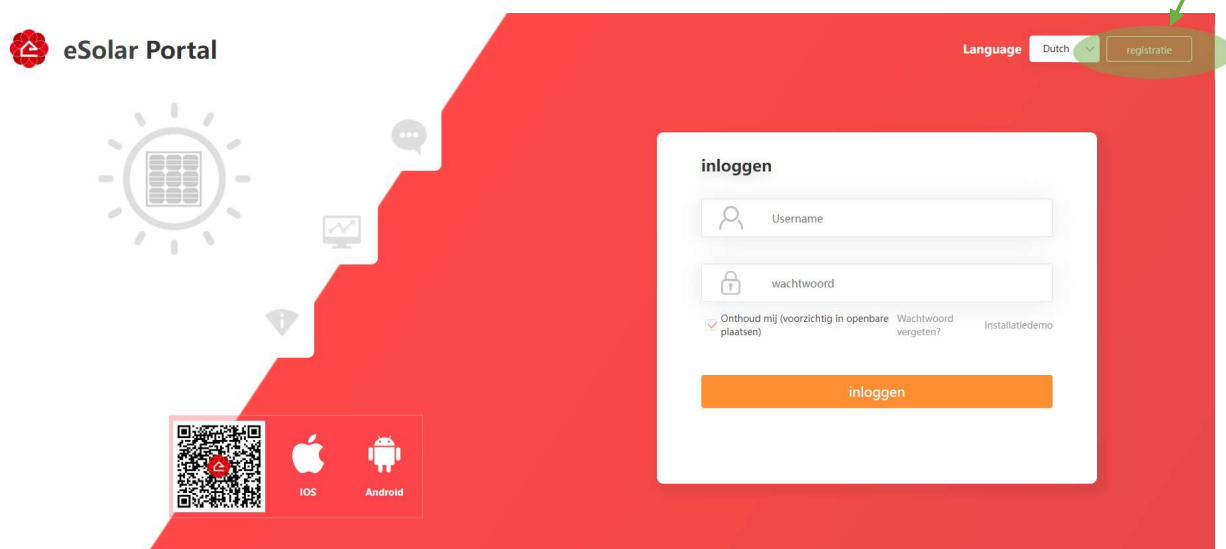 eSolar Portal
Language Dutch registratie
inloggen
Username
wachtwoord
Onthoud mij (voorzichtig in openbare plaatsen)
Wachtwoord vergeten?
Installatiedemo
inloggen
IOS Android